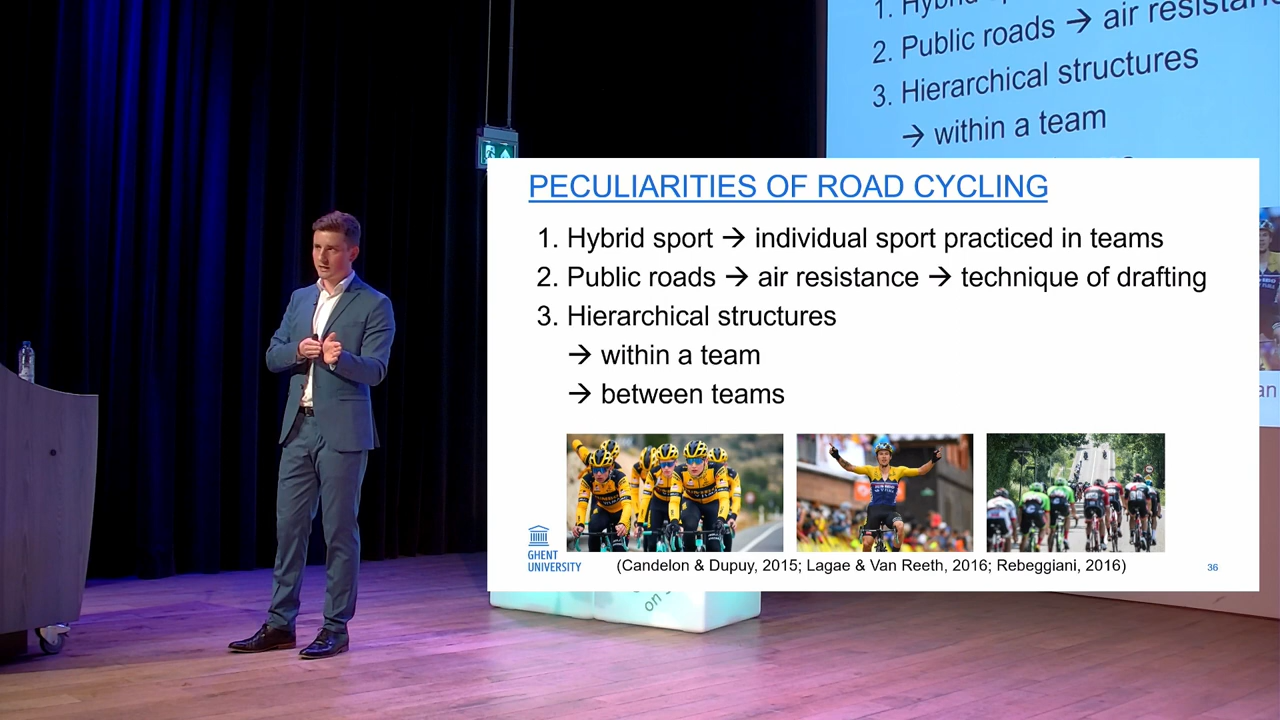 1. Hybrid
2. Public roads → air resistan
3. Hierarchical structures
→ within a team
PECULIARITIES OF ROAD CYCLING
1. Hybrid sport → individual sport practiced in teams
2. Public roads → air resistance → technique of drafting
3. Hierarchical structures
→ within a team
→ between teams
GHENT
UNIVERSITY
(Candelon & Dupuy, 2015; Lagae & Van Reeth, 2016; Rebeggiani, 2016)
36
an
on